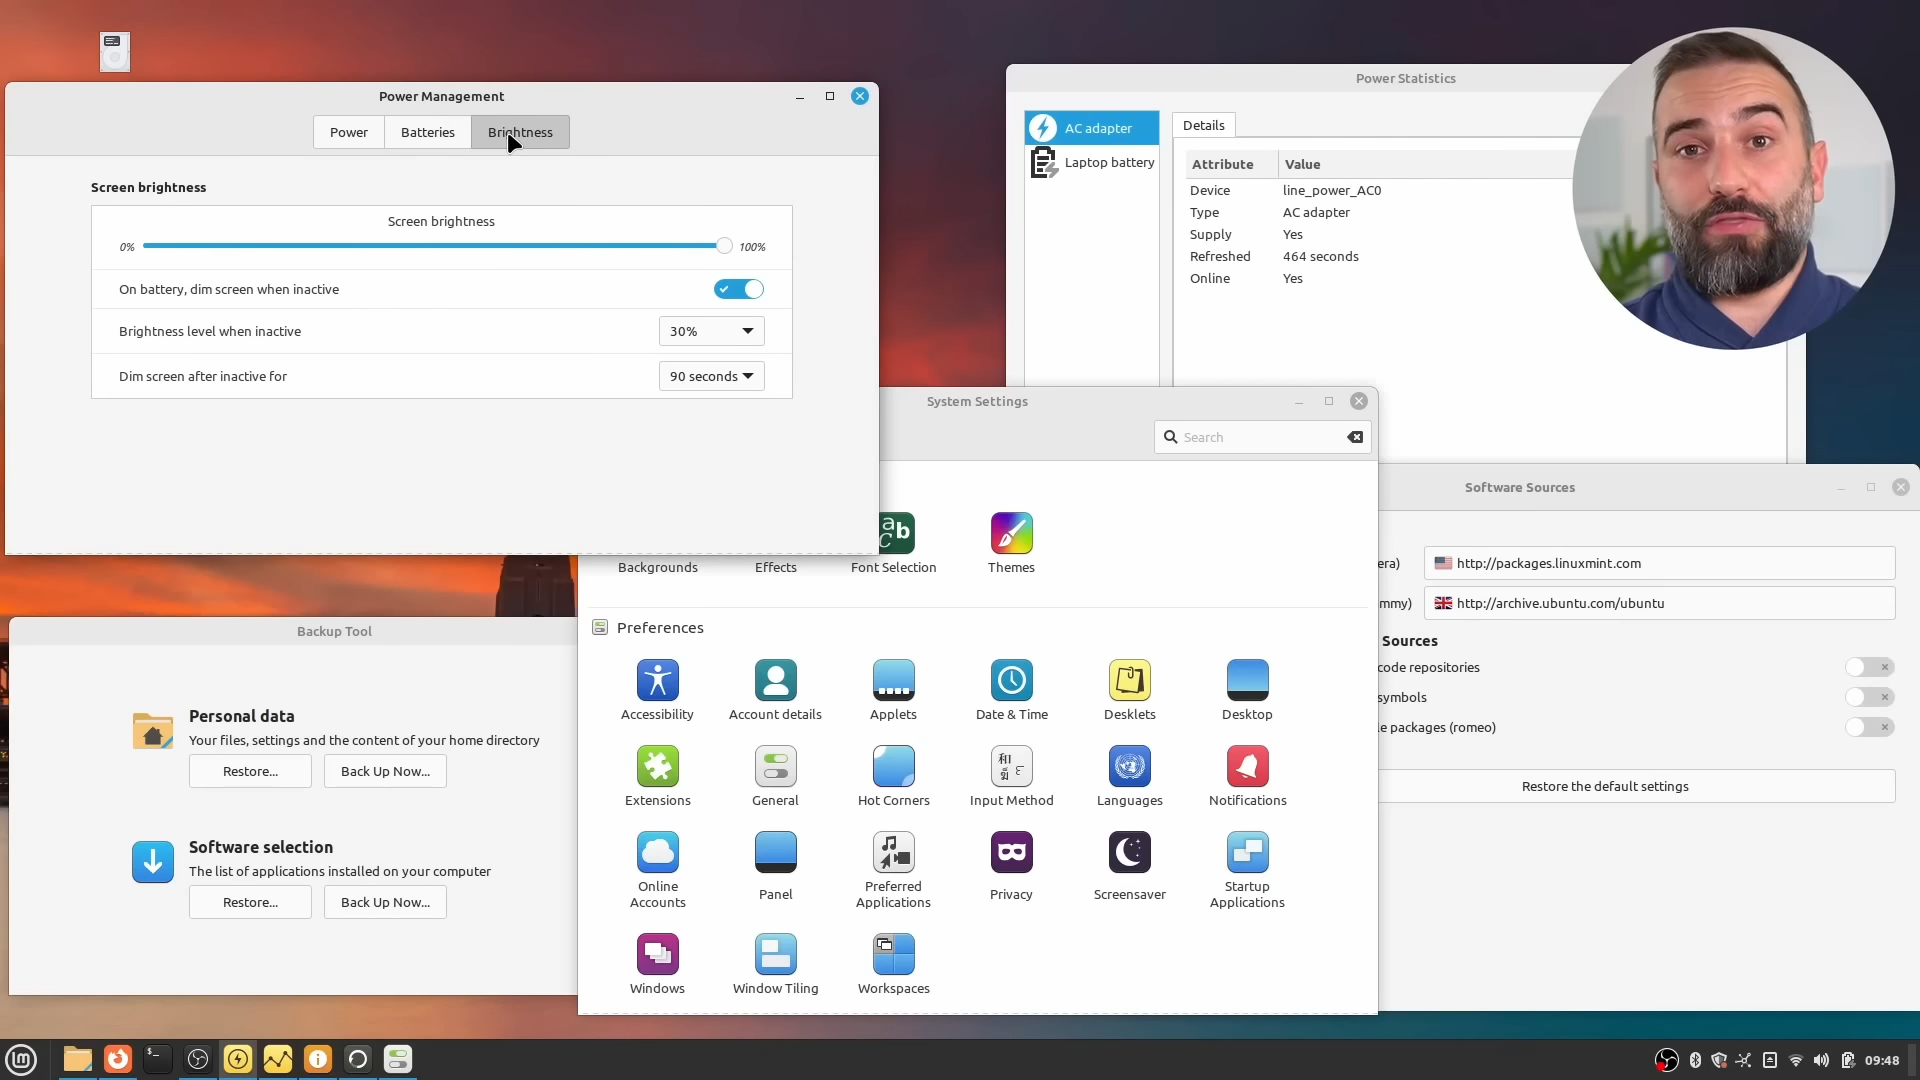 Power Management
Power
Batteries
Brightness
Screen brightness
Screen brightness
0%
100%
On battery, dim screen when inactive
Brightness level when inactive
30%
Dim screen after inactive for
90 seconds
Power Statistics
AC adapter
Laptop battery
Details
Attribute Value
Device line_power_AC0
Type AC adapter
Supply Yes
Refreshed 464 seconds
Online Yes
System Settings
Search
Backgrounds
Effects
Font Selection
Themes
Preferences
Accessibility
Account details
Applets
Date & Time
Desklets
Desktop
Extensions
General
Hot Corners
Input Method
Languages
Notifications
Online
Accounts
Panel
Preferred
Applications
Privacy
Screensaver
Startup
Applications
Windows
Window Tiling
Workspaces
Software Sources
era)
http://packages.linuxmint.com
mmy)
http://archive.ubuntu.com/ubuntu
Sources
code repositories
symbols
le packages (romeo)
Restore the default settings
Backup Tool
Personal data
Your files, settings and the content of your home directory
Restore...
Back Up Now...
Software selection
The list of applications installed on your computer
Restore...
Back Up Now...
09:48